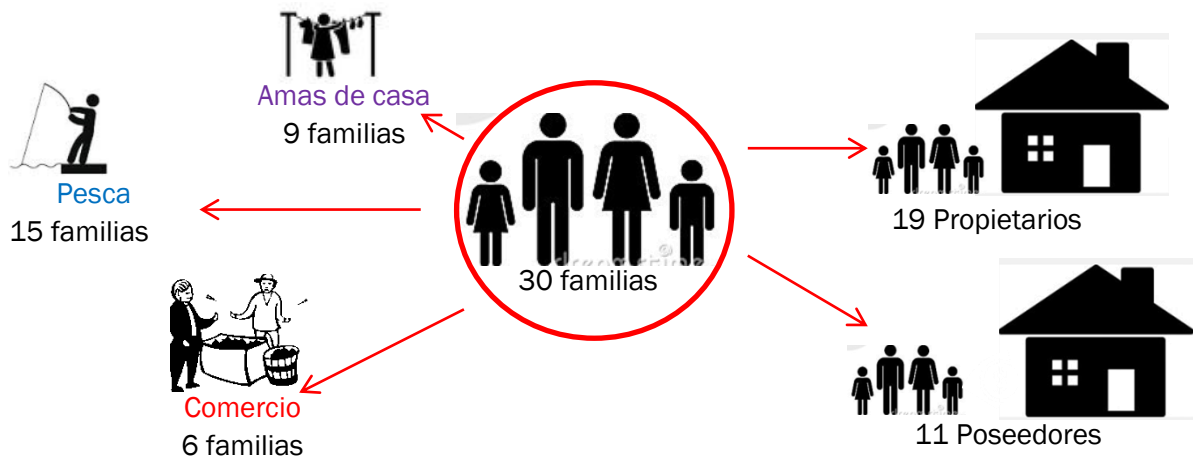 Amas de casa
9 familias
Pesca
15 familias
30 familias
19 Propietarios
Comercio
6 familias
11 Poseedores